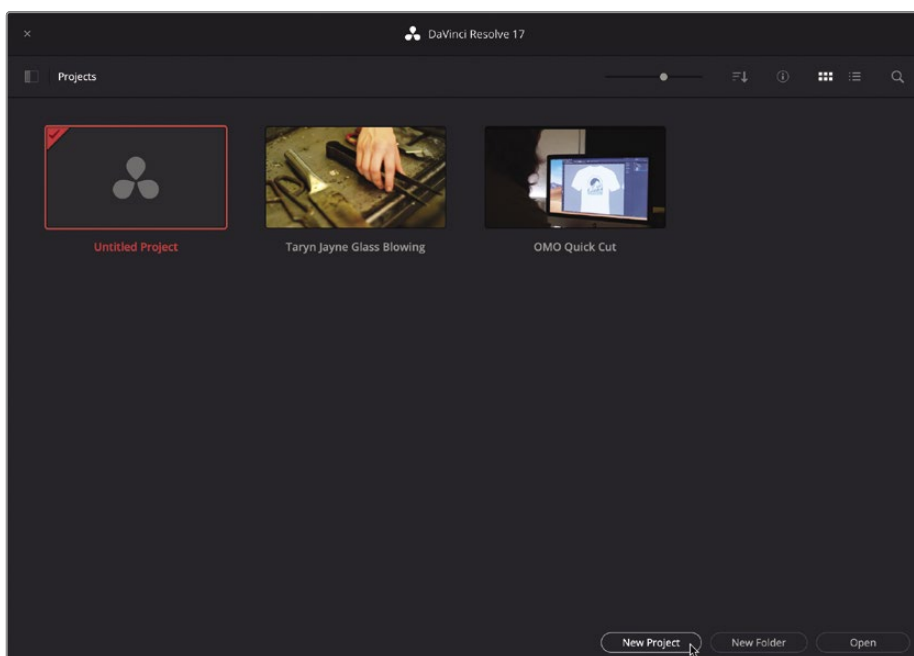 DaVinci Resolve 17
Projects
Untitled Project
Taryn Jayne Glass Blowing
OMO Quick Cut
New Project
New Folder
Open